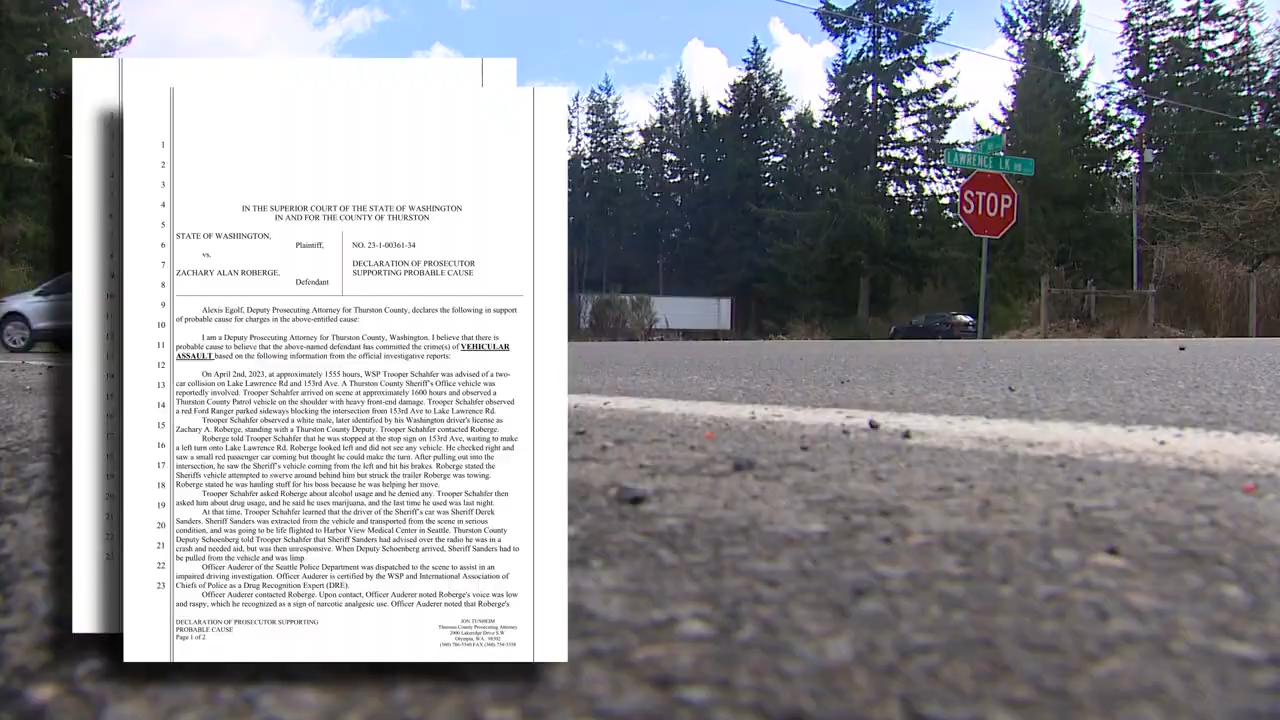 1
2
3
4
5
6
7
8
9
10
11
12
13
14
15
16
17
18
19
20
21
22
23
IN THE SUPERIOR COURT OF THE STATE OF WASHINGTON
IN AND FOR THE COUNTY OF THURSTON
STATE OF WASHINGTON,
Plaintiff,
vs.
ZACHARY ALAN ROBERGE,
Defendant
NO. 23-1-00361-34
DECLARATION OF PROSECUTOR
SUPPORTING PROBABLE CAUSE
Alexis Egolf, Deputy Prosecuting Attorney for Thurston County, declares the following in support
of probable cause for charges in the above-entitled cause:
I am a Deputy Prosecuting Attorney for Thurston County, Washington. I believe that there is
probable cause to believe that the above-named defendant has committed the crime(s) of VEHICULAR
ASSAULT based on the following information from the official investigative reports:
On April 2nd, 2023, at approximately 1555 hours, WSP Trooper Schahfer was advised of a two-
car collision on Lake Lawrence Rd and 153rd Ave. A Thurston County Sheriff's Office vehicle was
reportedly involved. Trooper Schahfer arrived on scene at approximately 1600 hours and observed a
Thurston County Patrol vehicle on the shoulder with heavy front-end damage. Trooper Schahfer observed
a red Ford Ranger parked sideways blocking the intersection from 153rd Ave to Lake Lawrence Rd.
Trooper Schahfer observed a white male, later identified by his Washington driver's license as
Zachary A. Roberge, standing with a Thurston County Deputy. Trooper Schahfer contacted Roberge.
Roberge told Trooper Schahfer that he was stopped at the stop sign on 153rd Ave, waiting to make
a left turn onto Lake Lawrence Rd. Roberge looked left and did not see any vehicle. He checked right and
saw a small red passenger car coming but thought he could make the turn. After pulling out into the
intersection, he saw the Sheriff's vehicle coming from the left and hit his brakes. Roberge stated the
Sheriffs vehicle attempted to swerve around behind him but struck the trailer Roberge was towing.
Roberge stated he was hauling stuff for his boss because he was helping her move.
Trooper Schahfer asked Roberge about alcohol usage and he denied any. Trooper Schahfer then
asked him about drug usage, and he said he uses marijuana, and the last time he used was last night.
At that time, Trooper Schahfer learned that the driver of the Sheriff's car was Sheriff Derek
Sanders. Sheriff Sanders was extracted from the vehicle and transported from the scene in serious
condition, and was going to be life flighted to Harbor View Medical Center in Seattle. Thurston County
Deputy Schoenberg told Trooper Schahfer that Sheriff Sanders had advised over the radio he was in a
crash and needed aid, but was then unresponsive. When Deputy Schoenberg arrived, Sheriff Sanders had to
be pulled from the vehicle and was limp
Officer Auderer of the Seattle Police Department was dispatched to the scene to assist in an
impaired driving investigation. Officer Auderer is certified by the WSP and International Association of
Chiefs of Police as a Drug Recognition Expert (DRE).
Officer Auderer contacted Roberge. Upon contact, Officer Auderer noted Roberge's voice was low
and raspy, which he recognized as a sign of narcotic analgesic use. Officer Auderer noted that Roberge's
DECLARATION OF PROSECUTOR SUPPORTING
PROBABLE CAUSE
Page 1 of 2
JON TUNHEIM
Thurston County Prosecuting Attorney
2000 Lakeridge Drive S.W
Olympia, WA 98502
(360) 786-5540 FAX (360) 754-3358
LAWRENCE LK
STOP